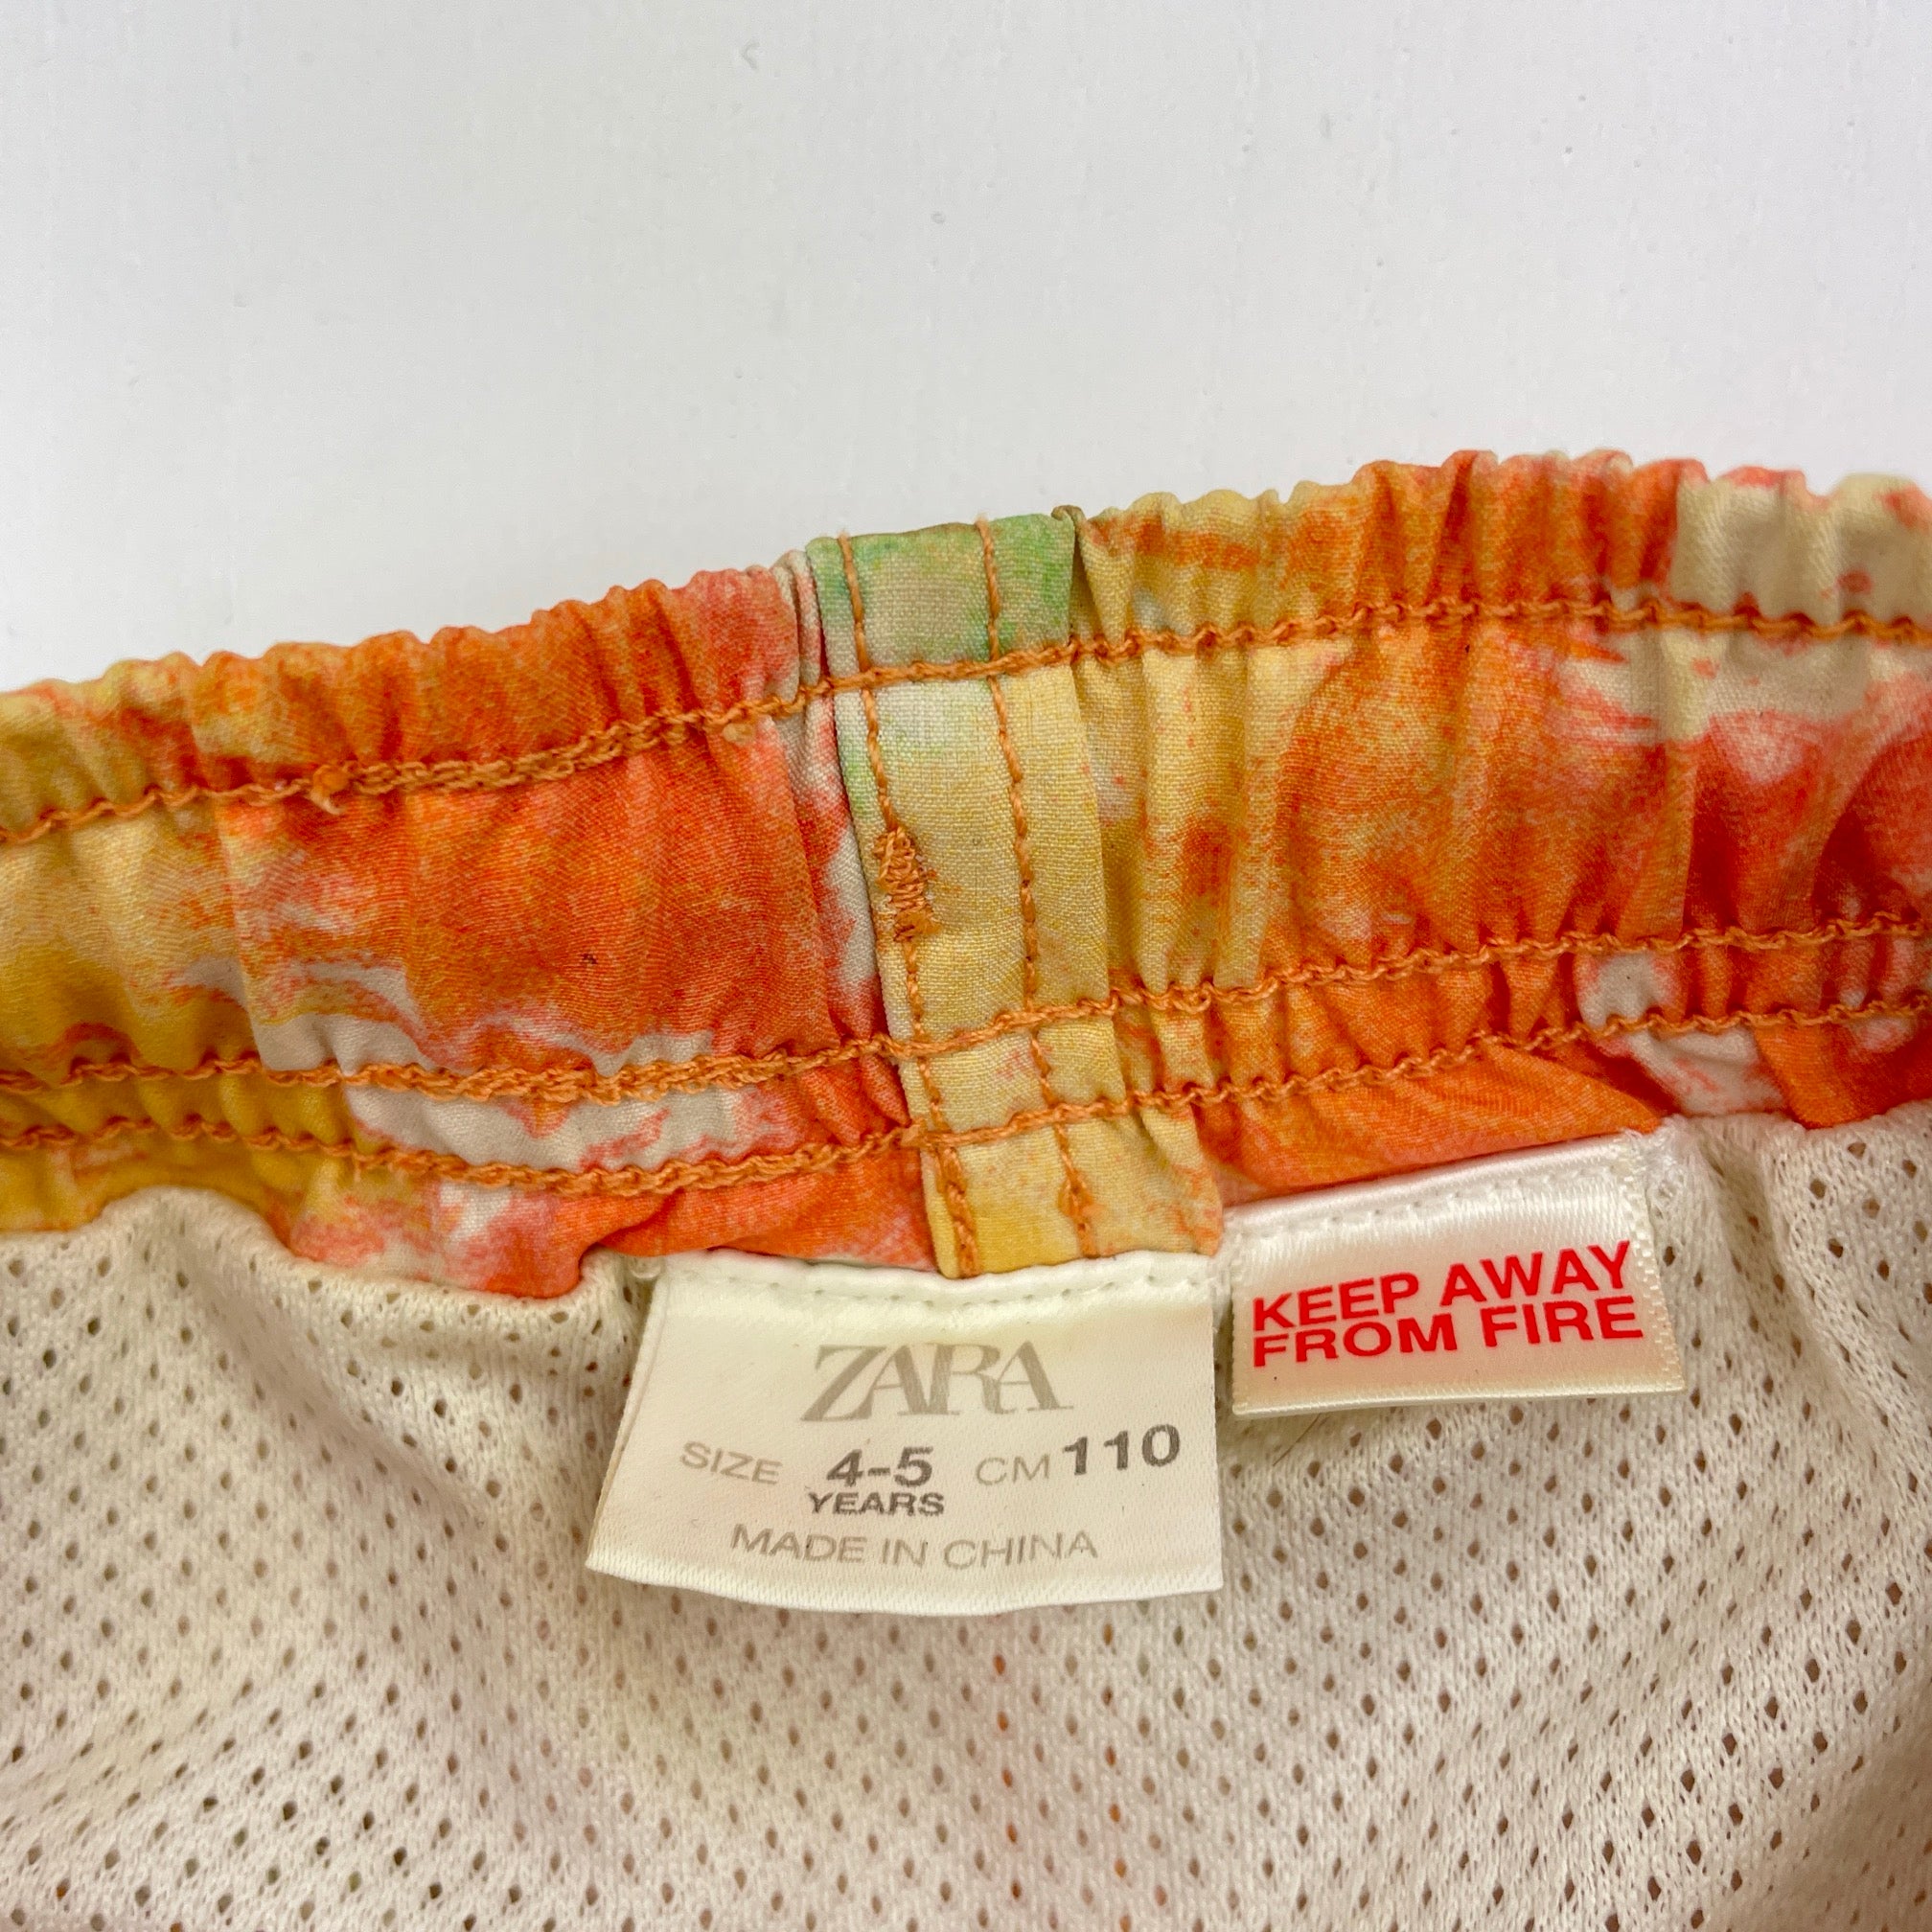 ZARA
SIZE 4-5 CM 110
YEARS
MADE IN CHINA
KEEP AWAY
FROM FIRE